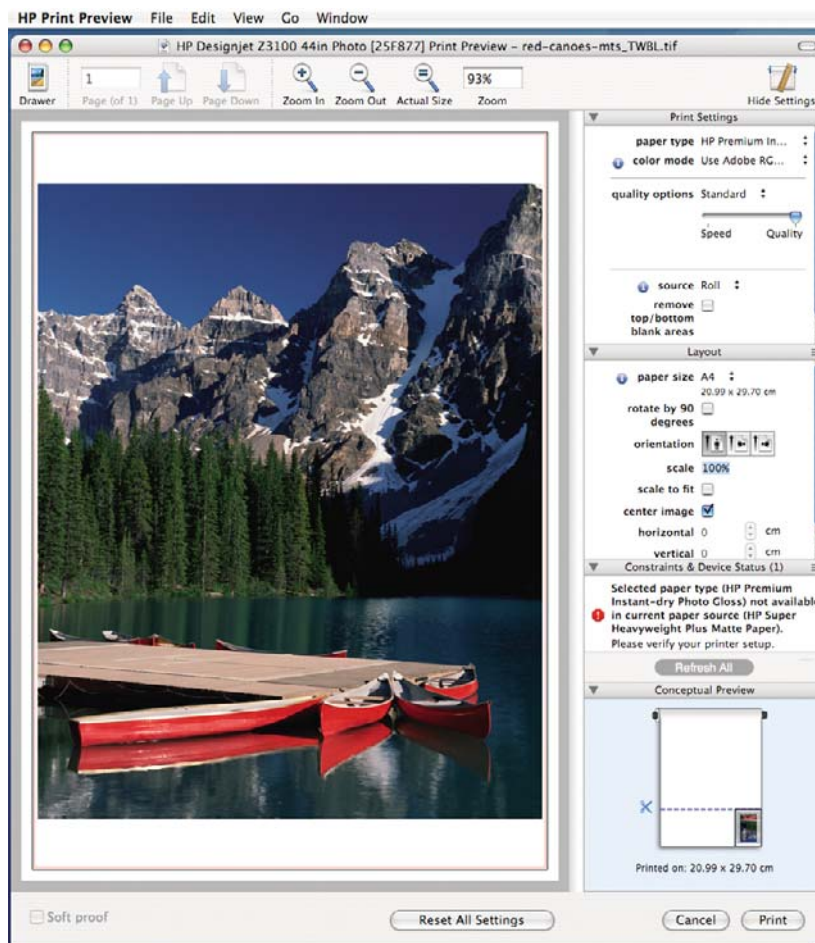 HP Print Preview File Edit View Go Window
HP Designjet Z3100 44in Photo [25F877] Print Preview – red-canoes-mts_TWBL.tif
1
93%
Drawer Page (of 1) Page Up Page Down Zoom In Zoom Out Actual Size Zoom Hide Settings
Print Settings
paper type HP Premium In...
color mode Use Adobe RG...
quality options Standard
Speed Quality
source Roll
remove
top/bottom
blank areas
Layout
paper size A4
20.99 x 29.70 cm
rotate by 90
degrees
orientation
scale 100%
scale to fit
center image
horizontal 0 cm
vertical 0 cm
Constraints & Device Status (1)
Selected paper type (HP Premium
Instant-dry Photo Gloss) not available
in current paper source (HP Super
Heavyweight Plus Matte Paper).
Please verify your printer setup.
Refresh All
Conceptual Preview
Printed on: 20.99 x 29.70 cm
Soft proof
Reset All Settings
Cancel
Print